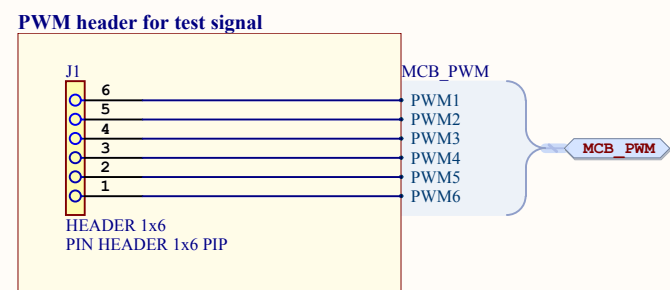 PWM header for test signal
J1
MCB_PWM
6
PWM1
5
PWM2
4
PWM3
3
PWM4
2
PWM5
1
PWM6
MCB_PWM
HEADER 1x6
PIN HEADER 1x6 PIP